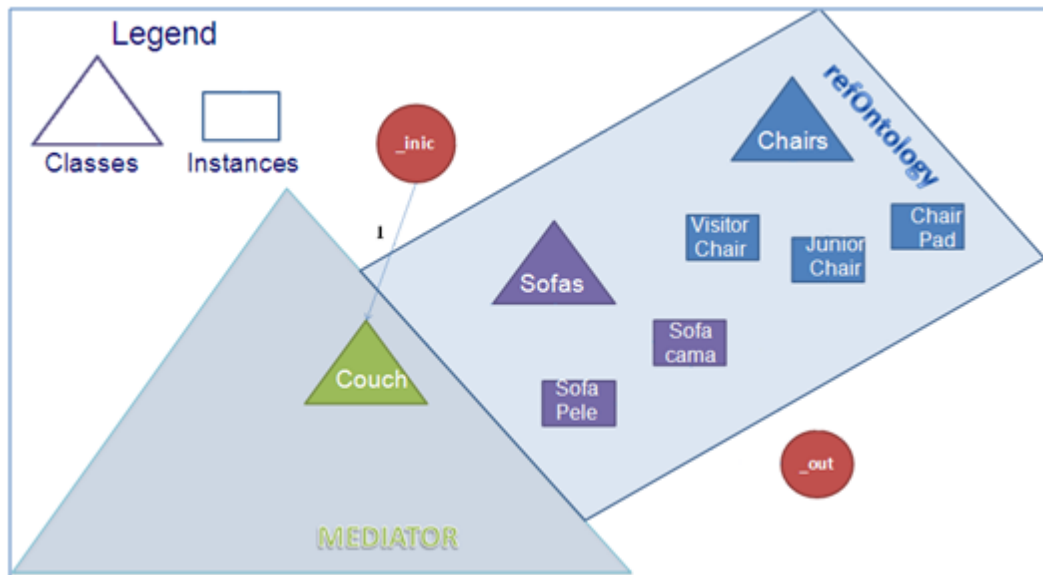 Legend
Classes
Instances
_inic
1
refOntology
Chairs
Visitor
Chair
Junior
Chair
Chair
Pad
Sofas
Sofa
cama
Sofa
Pele
Couch
_out
MEDIATOR